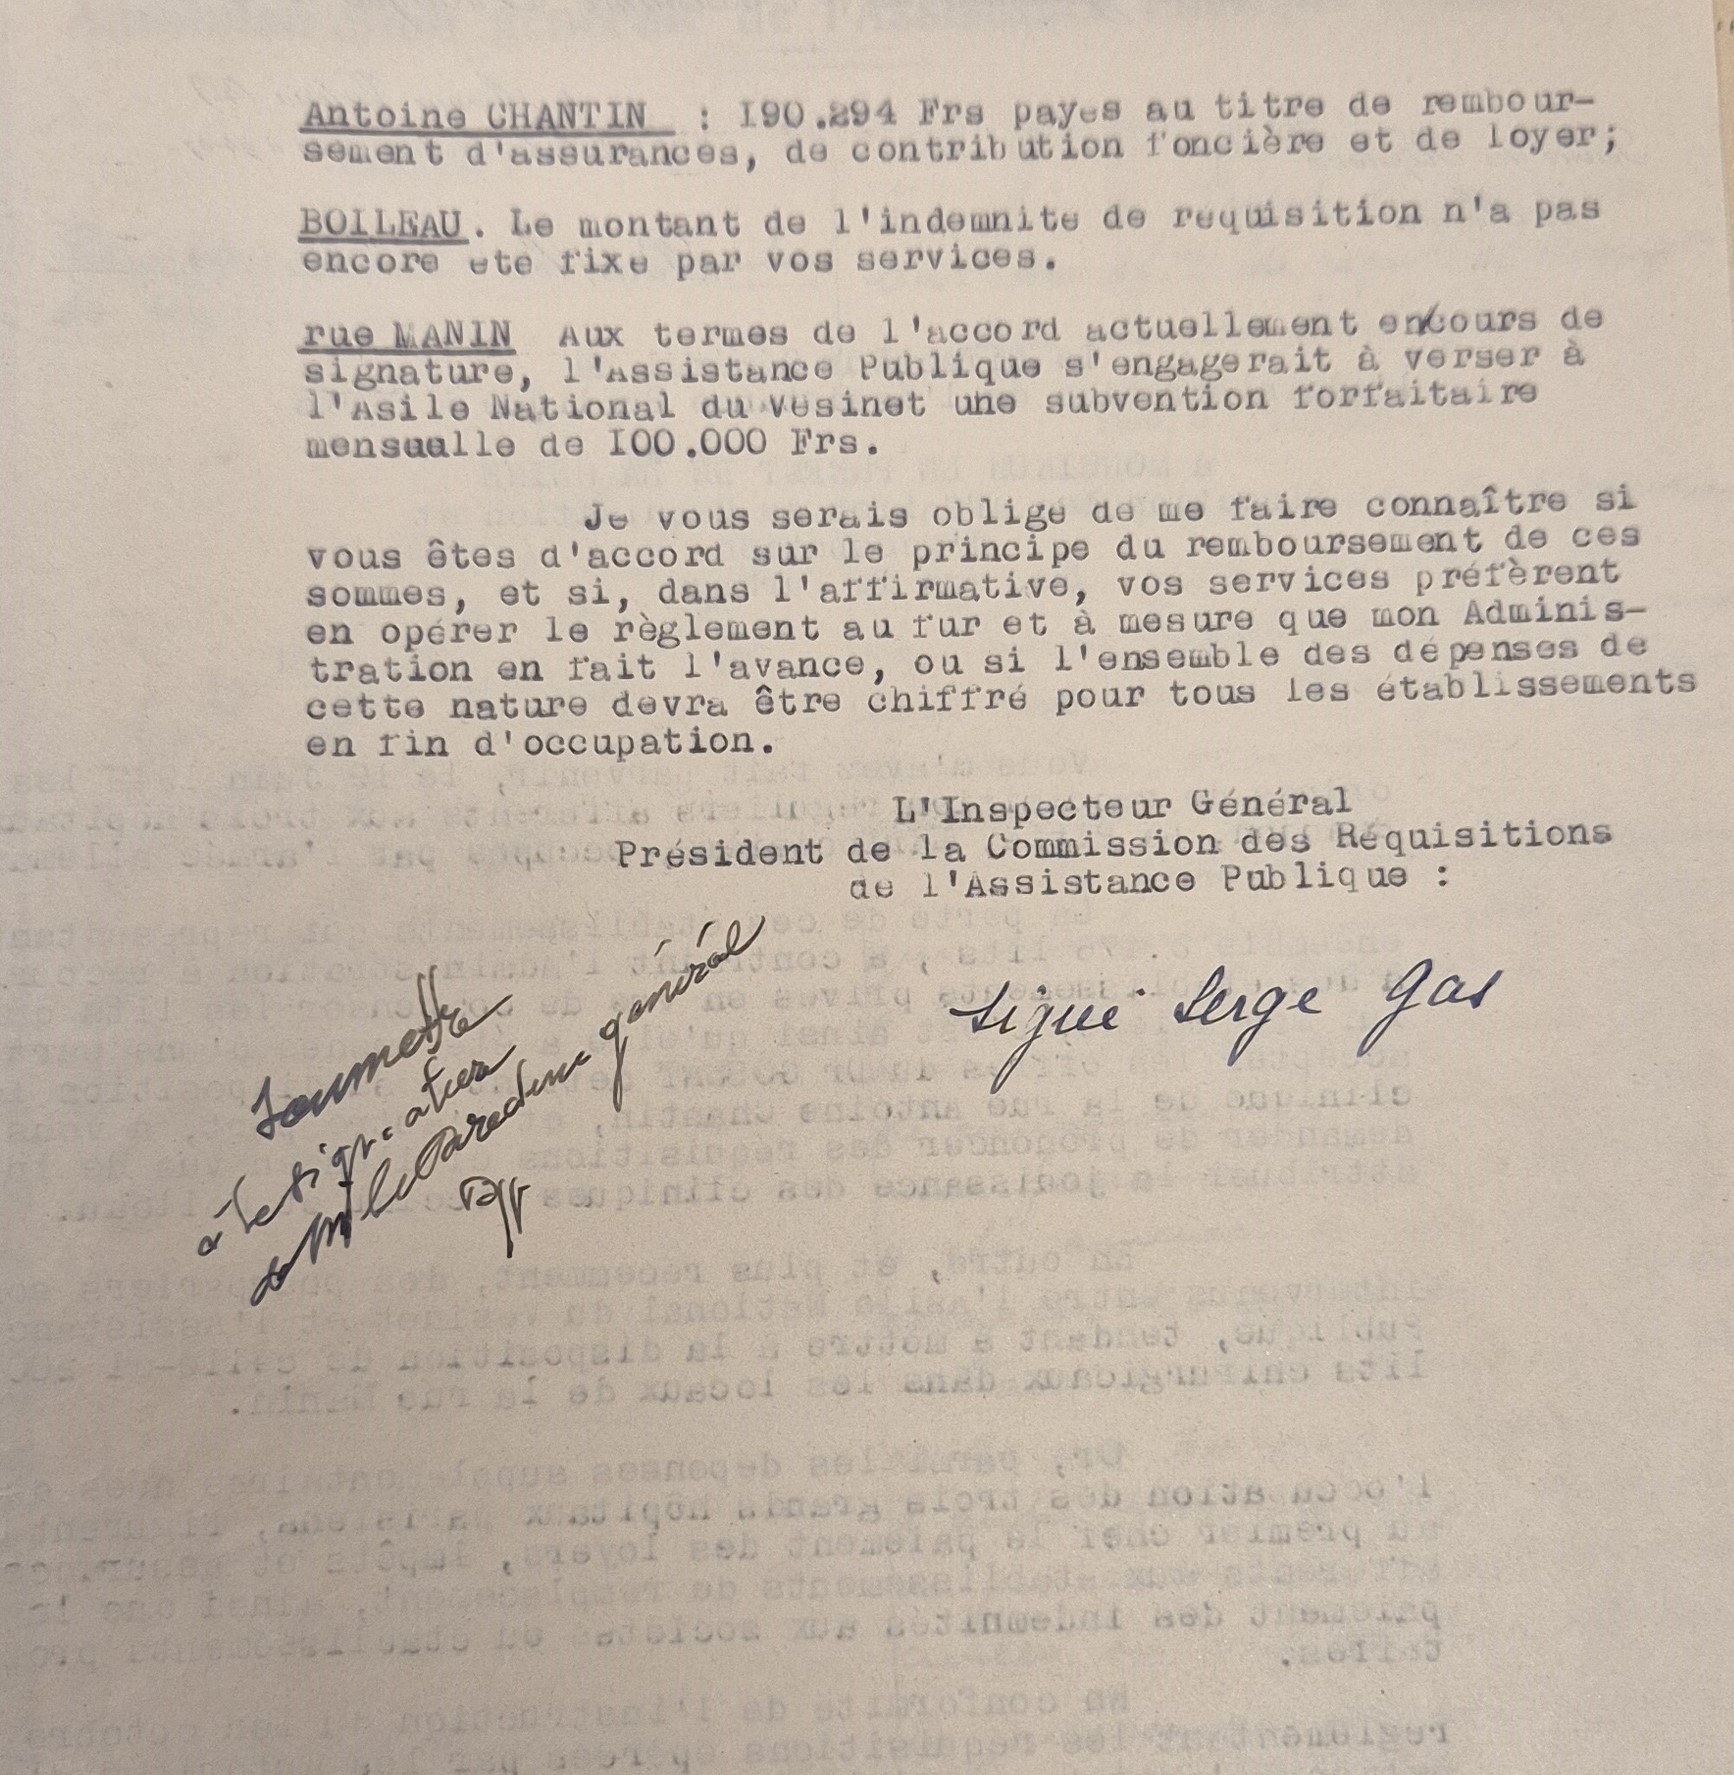 Antoine CHANTIN : I90.294 Frs payes au titre de rembour-
sement d'assurances, de contribution foncière et de loyer;
BOILEAU. Le montant de l'indemnite de requisition n'a pas
encore ete fixe par vos services.
rue MANIN Aux termes de l'accord actuellement en/cours de
signature, l'Assistance Publique s'engagerait à verser à
l'Asile National du Vesinet une subvention forfaitaire
mensuelle de I00.000 Frs.
Je vous serais obligé de me faire connaître si
vous êtes d'accord sur le principe du remboursement de ces
sommes, et si, dans l'affirmative, vos services préfèrent
en opérer le règlement au fur et à mesure que mon Adminis-
tration en fait l'avance, ou si l'ensemble des dépenses de
cette nature devra être chiffré pour tous les établissements
en fin d'occupation.
L'Inspecteur Général
Président de la Commission des Réquisitions
de l'Assistance Publique :
signé Serge Gas
soumettre
à la signature
de M le général